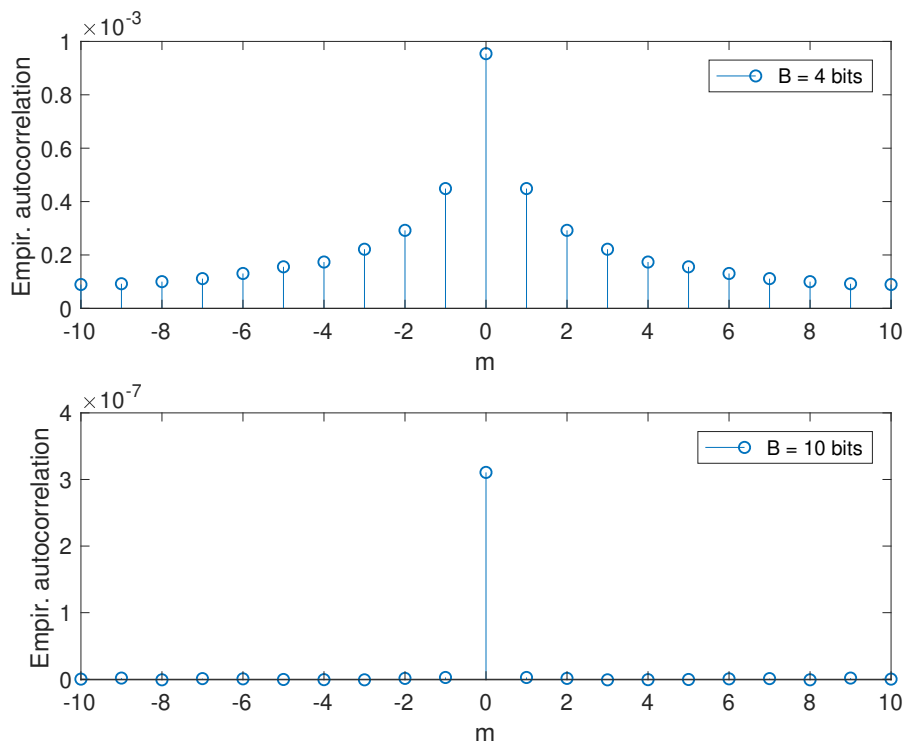 ×10-3
Empir. autocorrelation
1
0.8
0.6
0.4
0.2
0
B = 4 bits
-10 -8 -6 -4 -2 0 2 4 6 8 10
m
×10-7
Empir. autocorrelation
4
3
2
1
0
B = 10 bits
-10 -8 -6 -4 -2 0 2 4 6 8 10
m